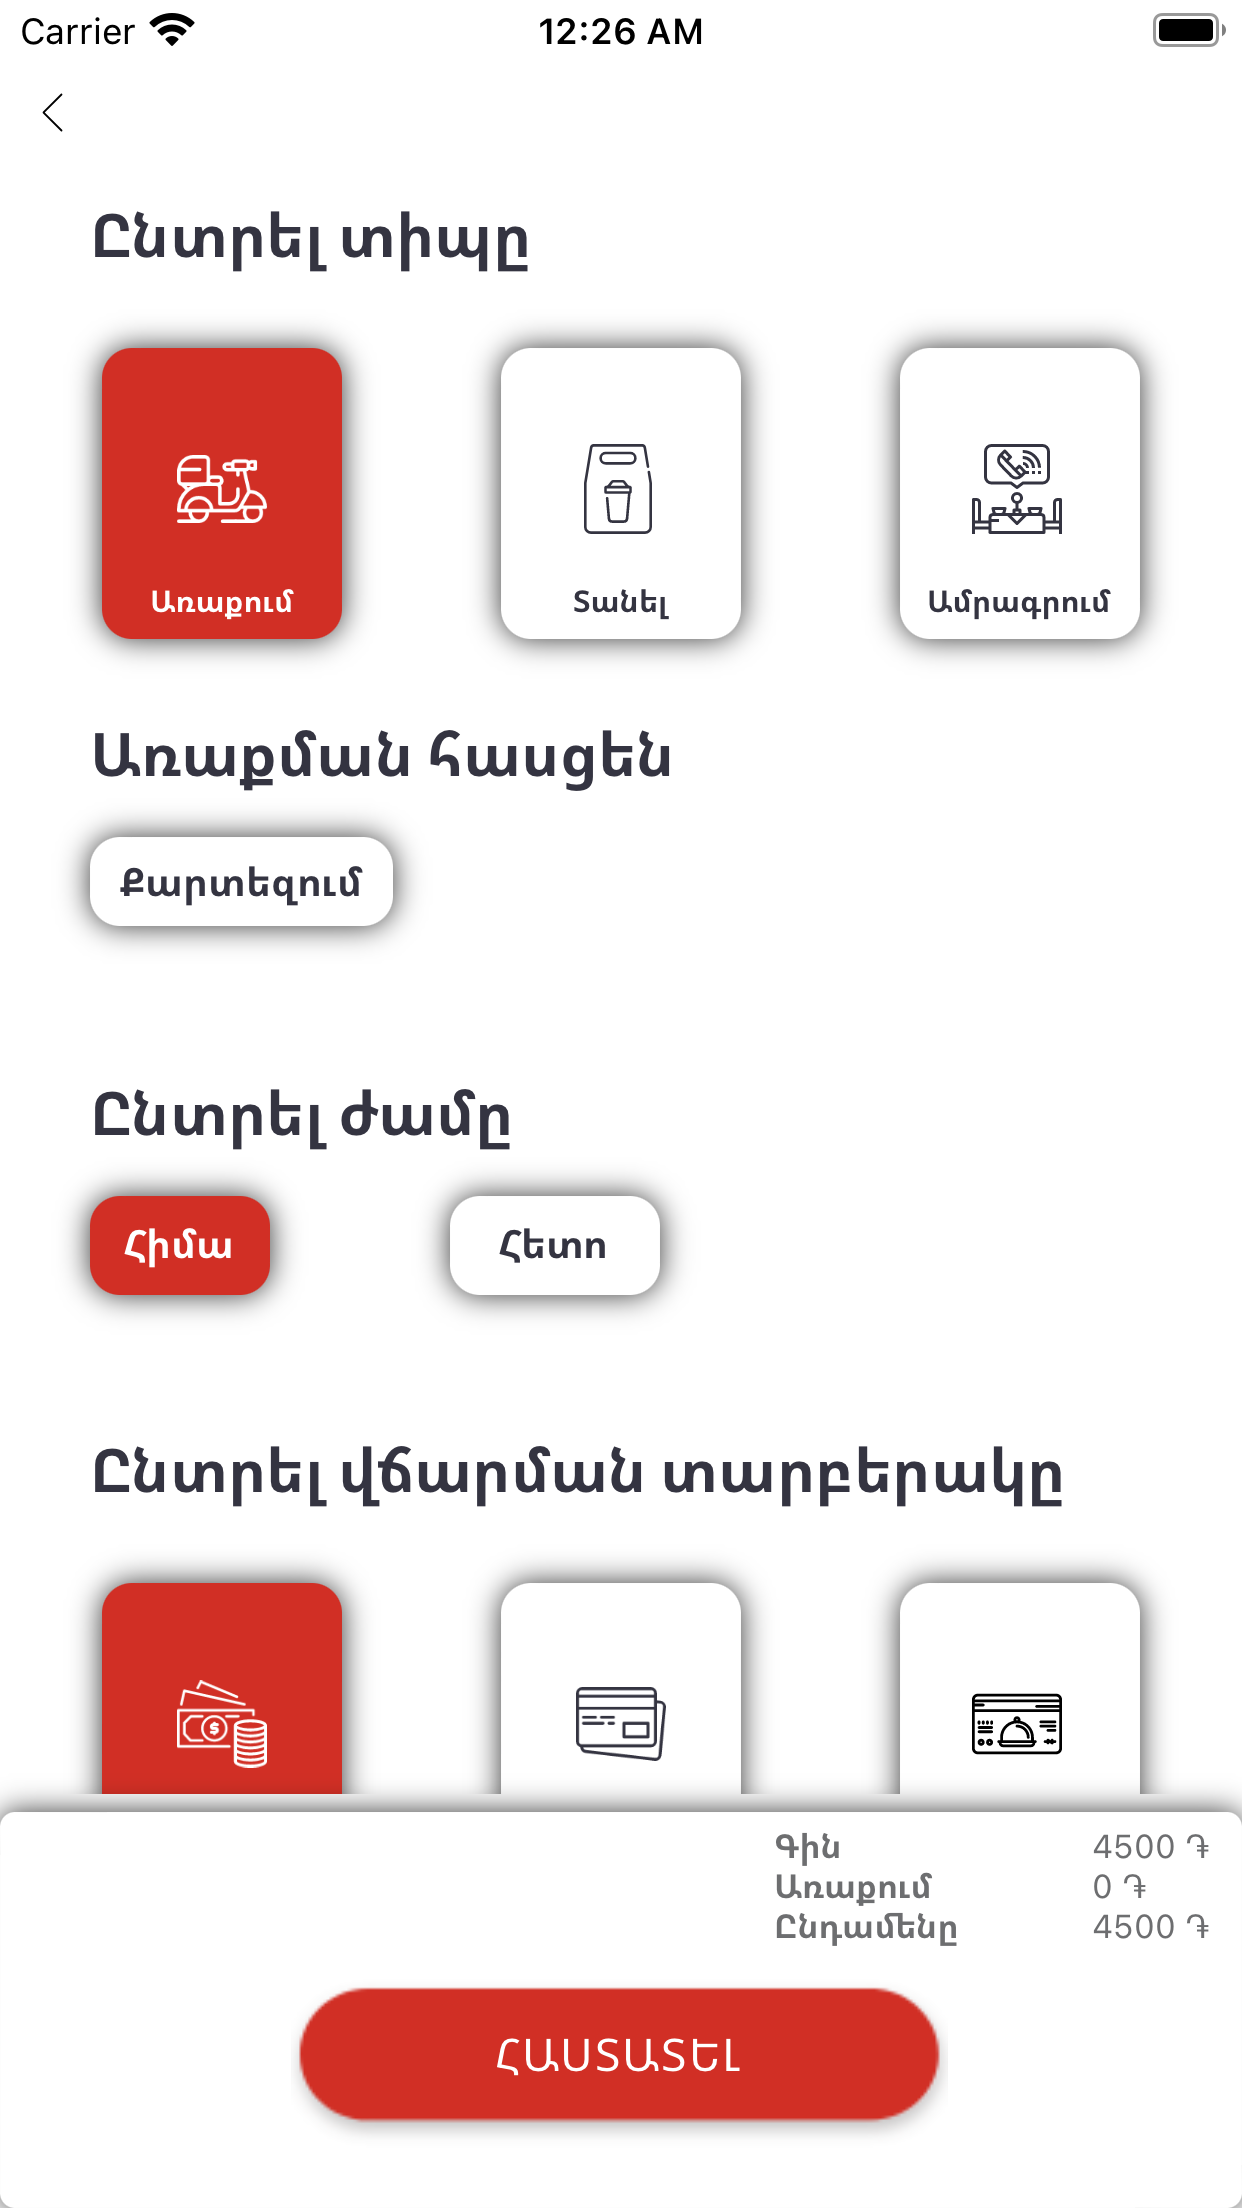 Carrier 12:26 AM
Ընտրել տիպը
Առաքում Տանել Ամրագրում
Առաքման հասցեն
Քարտեզում
Ընտրել ժամը
Հիմա Հետո
Ընտրել վճարման տարբերակը
Գին 4500 ֏
Առաքում 0 ֏
Ընդամենը 4500 ֏
ՀԱՍՏԱՏԵԼ